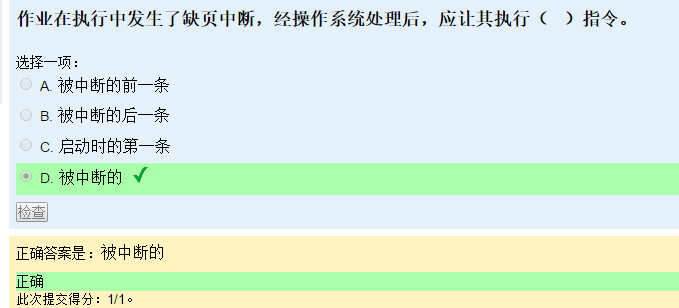 作业在执行中发生了缺页中断，经操作系统处理后，应让其执行（ ）指令。
选择一项：
A. 被中断的前一条
B. 被中断的后一条
C. 启动时的第一条
D. 被中断的
检查
正确答案是：被中断的
正确
此次提交得分：1/1。